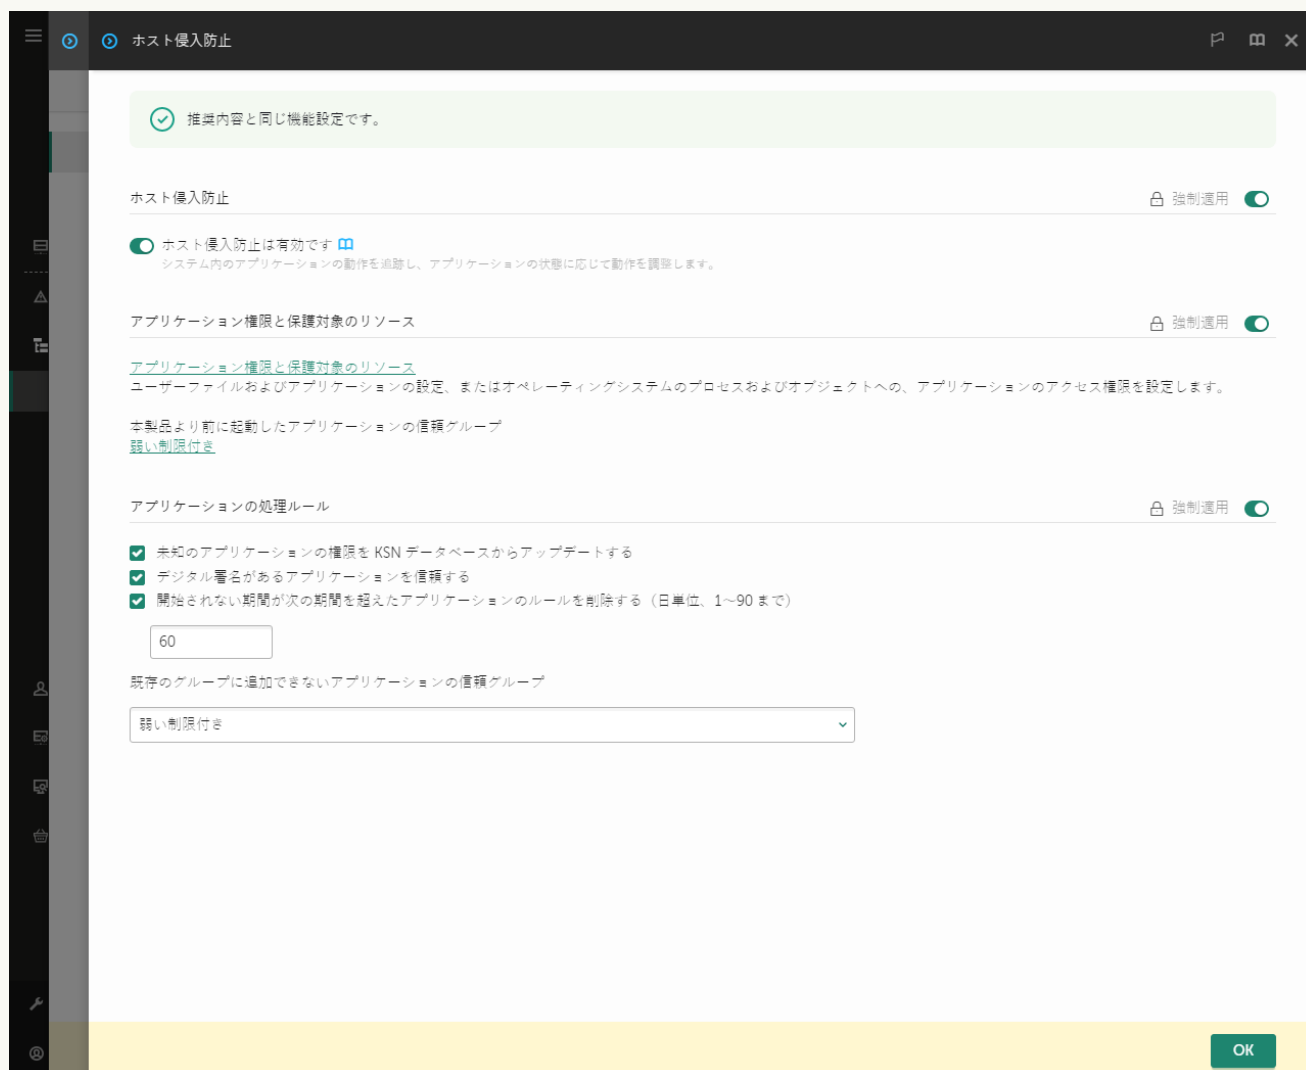 ホスト侵入防止
推奨内容と同じ機能設定です。
ホスト侵入防止 強制適用
ホスト侵入防止は有効です
システム内のアプリケーションの動作を追跡し、アプリケーションの状態に応じて動作を調整します。
アプリケーション権限と保護対象のリソース 強制適用
アプリケーション権限と保護対象のリソース
ユーザーファイルおよびアプリケーションの設定、またはオペレーティングシステムのプロセスおよびオブジェクトへの、アプリケーションのアクセス権限を設定します。
本製品より前に起動したアプリケーションの信頼グループ
弱い制限付き
アプリケーションの処理ルール 強制適用
未知のアプリケーションの権限を KSN データベースからアップデートする
デジタル署名があるアプリケーションを信頼する
開始されない期間が次の期間を超えたアプリケーションのルールを削除する（日単位、1～90 まで）
60
既存のグループに追加できないアプリケーションの信頼グループ
弱い制限付き
OK